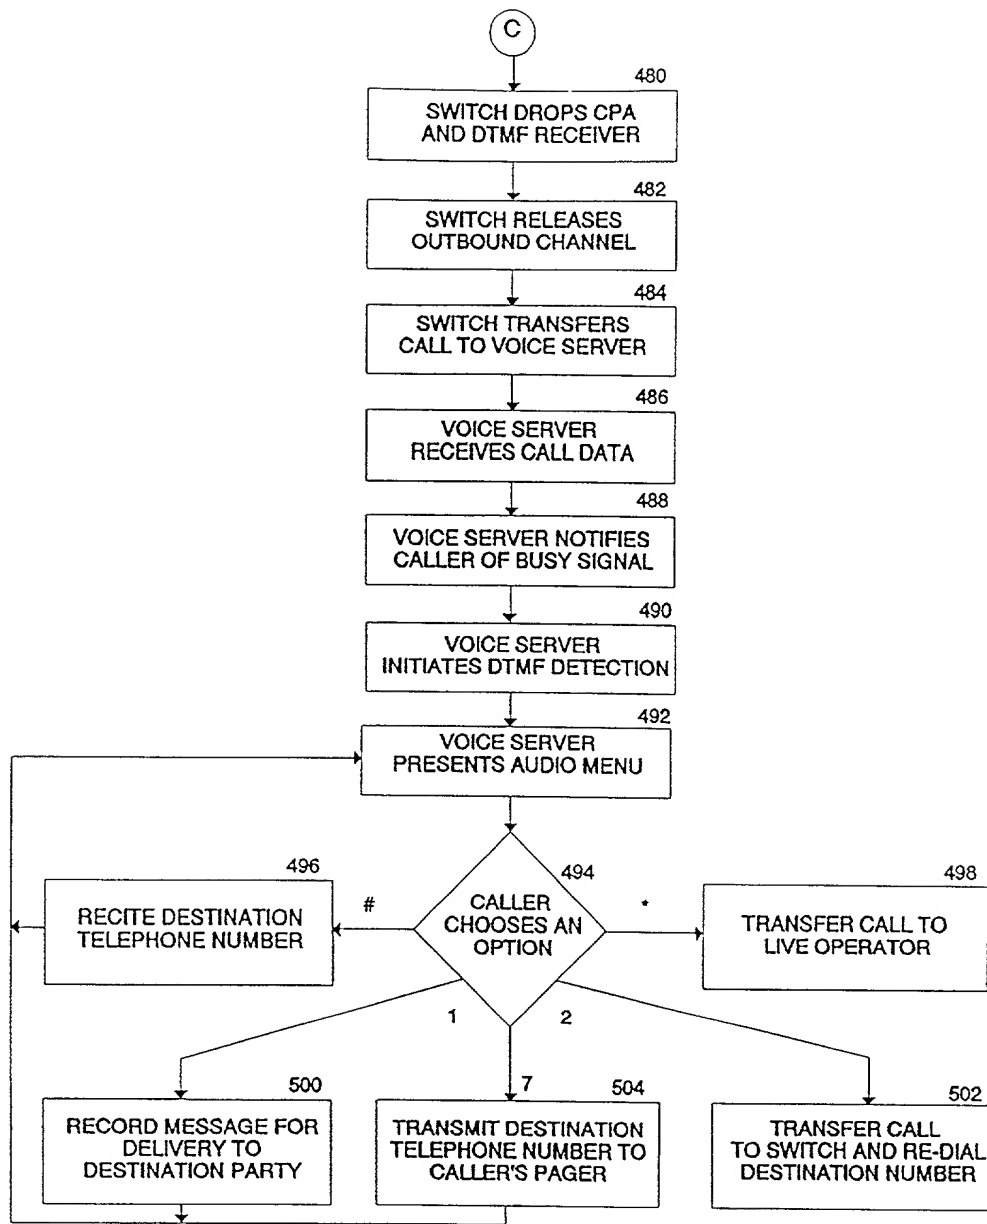 C
480
SWITCH DROPS CPA
AND DTMF RECEIVER
482
SWITCH RELEASES
OUTBOUND CHANNEL
484
SWITCH TRANSFERS
CALL TO VOICE SERVER
486
VOICE SERVER
RECEIVES CALL DATA
488
VOICE SERVER NOTIFIES
CALLER OF BUSY SIGNAL
490
VOICE SERVER
INITIATES DTMF DETECTION
492
VOICE SERVER
PRESENTS AUDIO MENU
494
CALLER
CHOOSES AN
OPTION
#
*
496
RECITE DESTINATION
TELEPHONE NUMBER
498
TRANSFER CALL TO
LIVE OPERATOR
1
2
7
500
RECORD MESSAGE FOR
DELIVERY TO
DESTINATION PARTY
504
TRANSMIT DESTINATION
TELEPHONE NUMBER TO
CALLER'S PAGER
502
TRANSFER CALL
TO SWITCH AND RE-DIAL
DESTINATION NUMBER